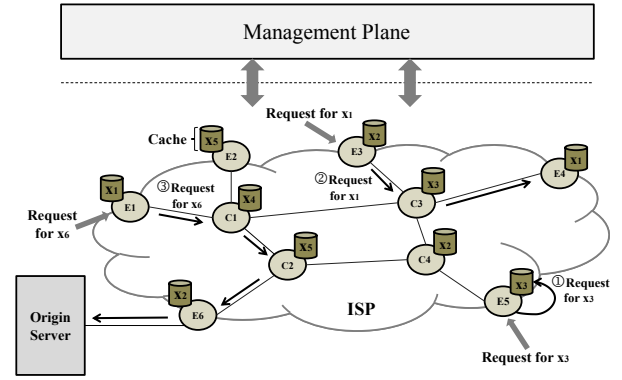 Management Plane
Request for x1
Cache
x5
E2
x2
E3
x1
E4
③Request
for x6
②Request
for x1
x1
E1
x4
C1
x3
C3
Request
for x6
x5
C2
x2
C4
x2
E6
ISP
x3
E5
①Request
for x3
Origin
Server
Request for x3